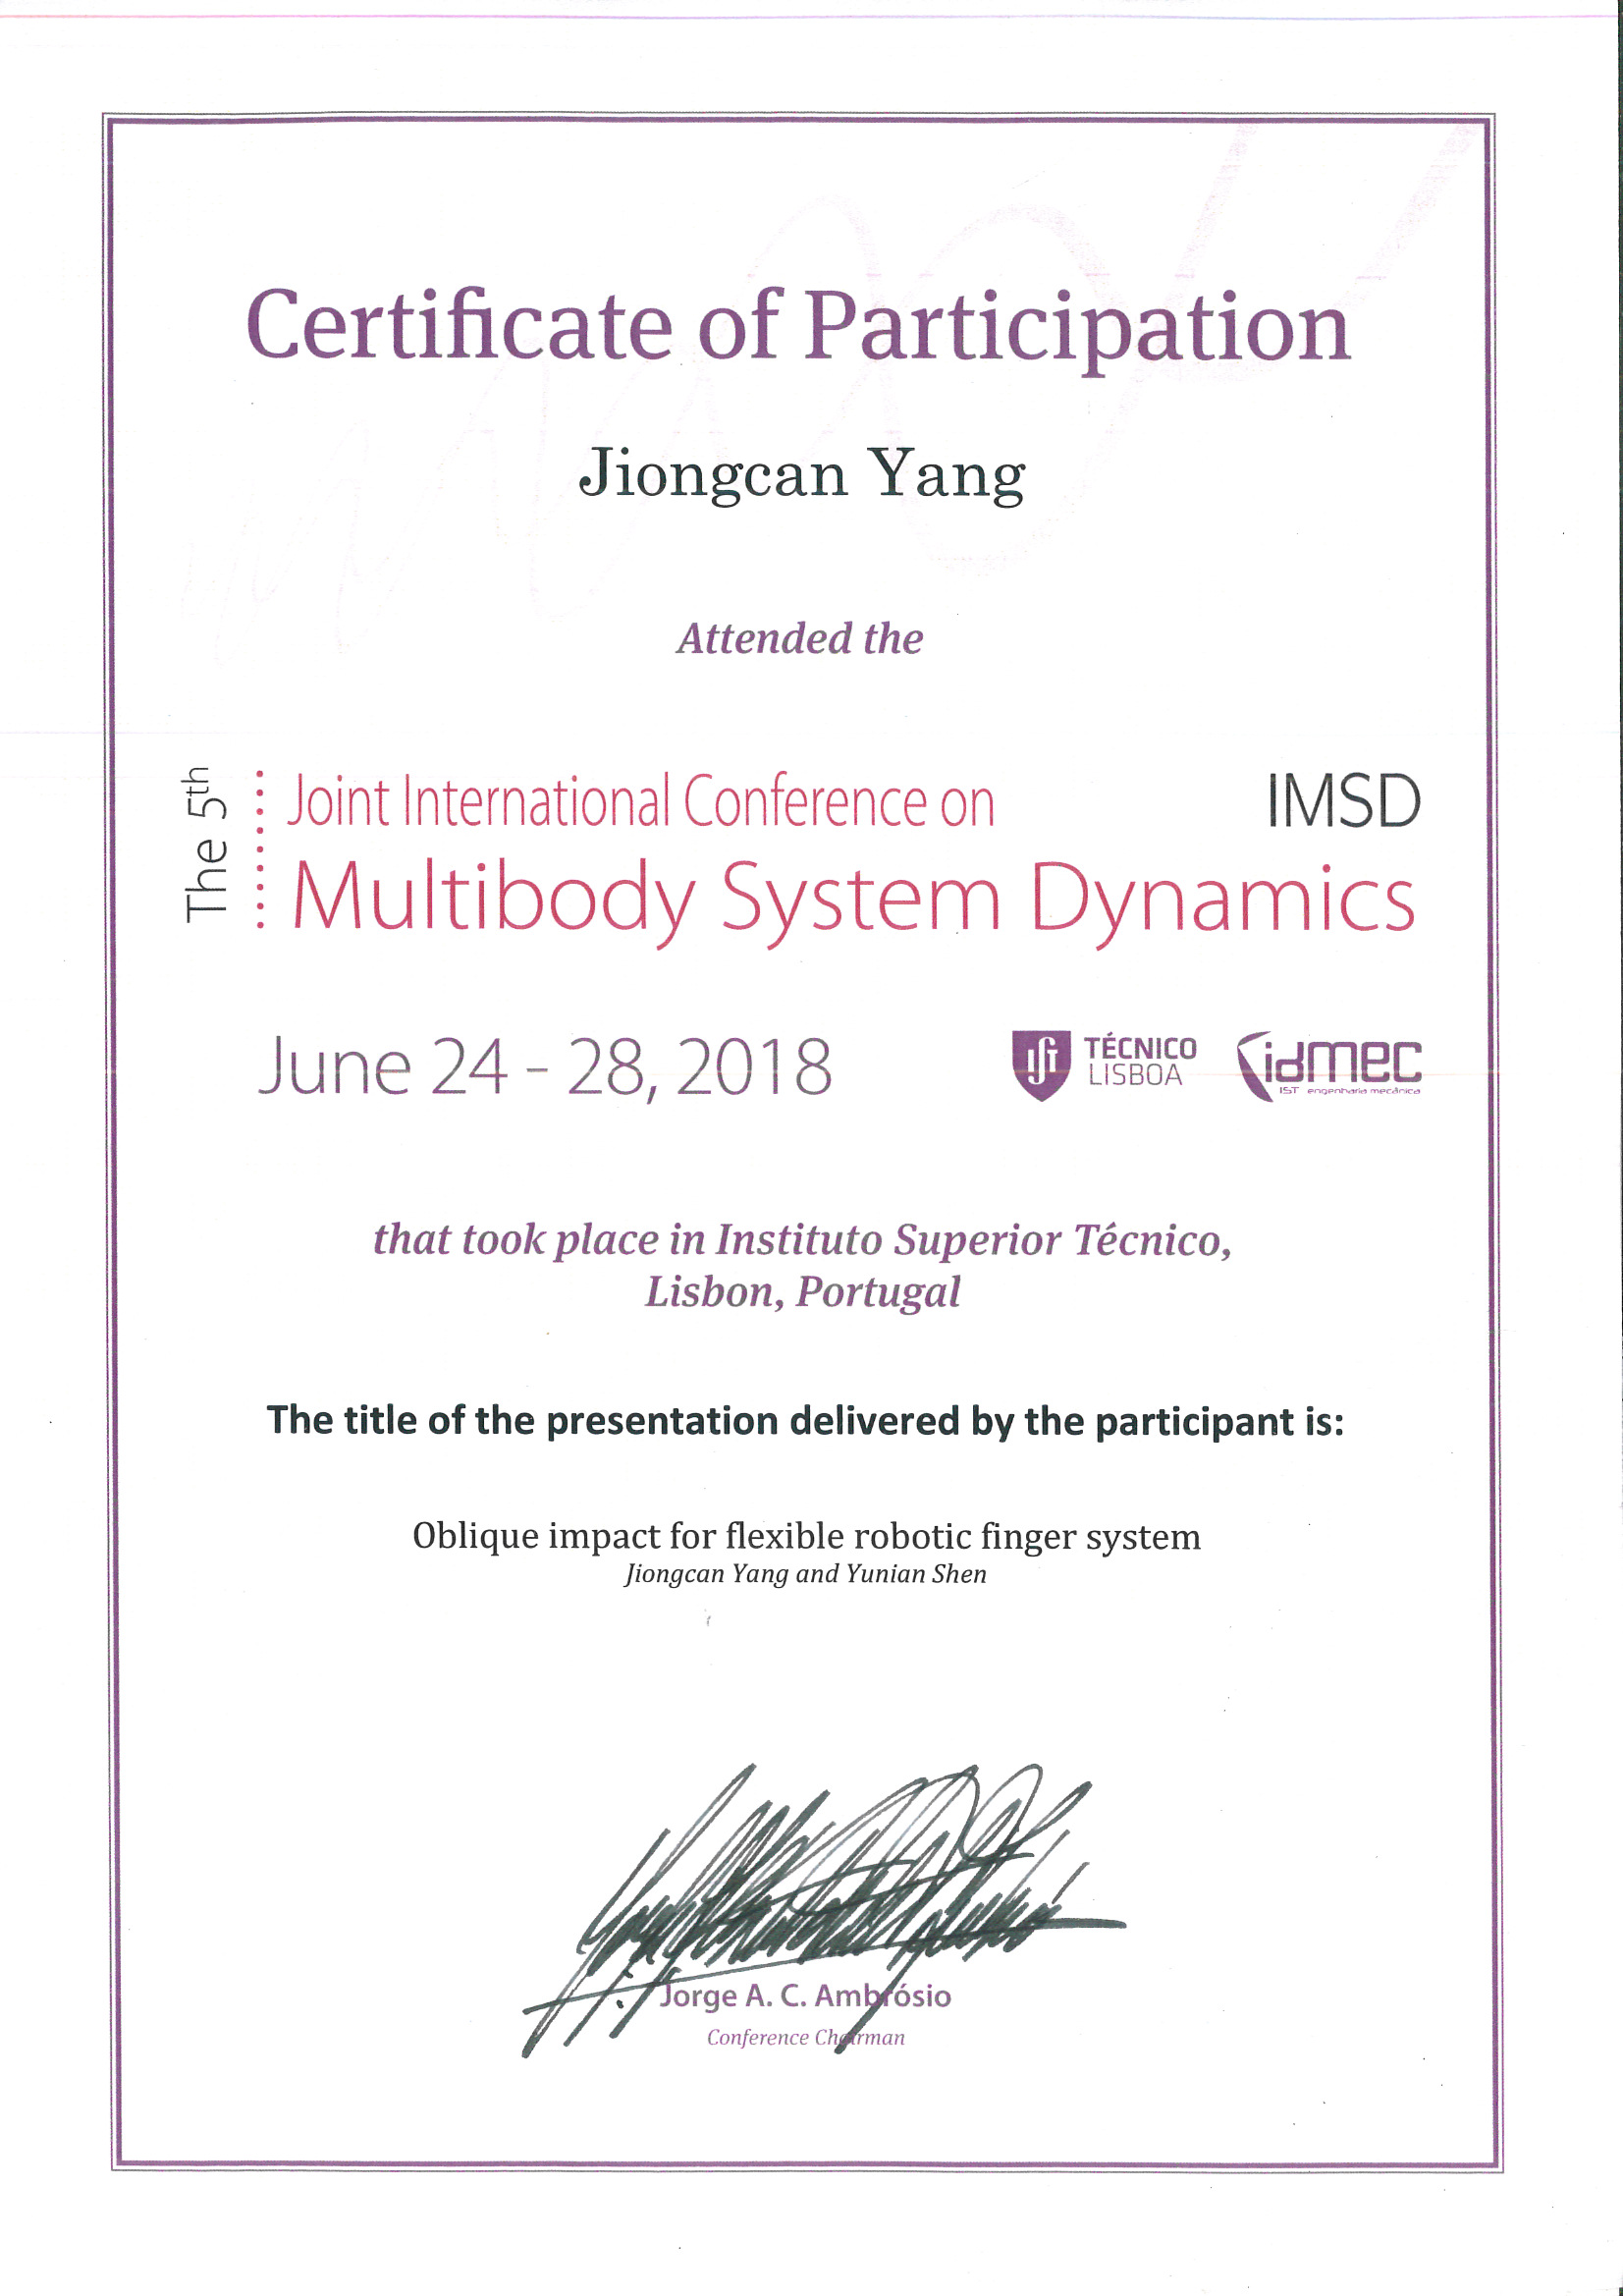 Certificate of Participation
Jiongcan Yang
Attended the
The 5th
Joint International Conference on
IMSD
Multibody System Dynamics
June 24 - 28, 2018
TÉCNICO
LISBOA
idmec
IST engenharia mecânica
that took place in Instituto Superior Técnico,
Lisbon, Portugal
The title of the presentation delivered by the participant is:
Oblique impact for flexible robotic finger system
Jiongcan Yang and Yunian Shen
Jorge A. C. Ambrósio
Conference Chairman